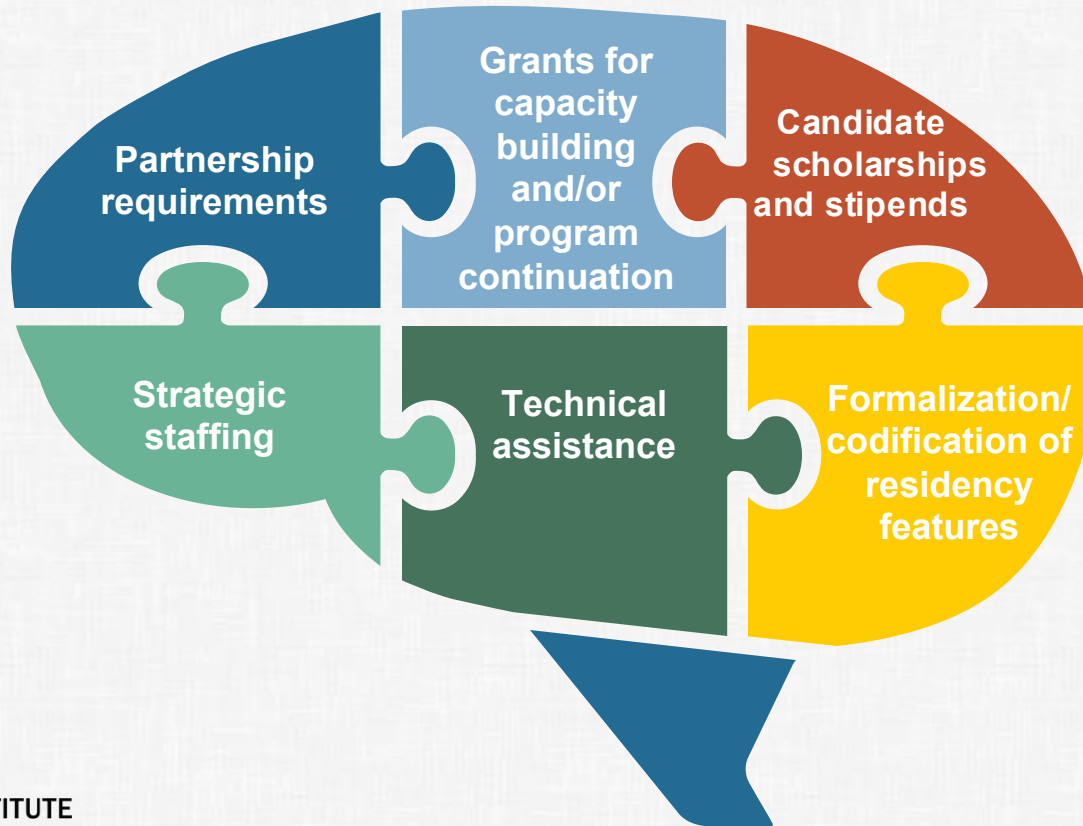 Partnership
requirements
Grants for
capacity
building
and/or
program
continuation
Candidate
scholarships
and stipends
Strategic
staffing
Technical
assistance
Formalization/
codification of
residency
features